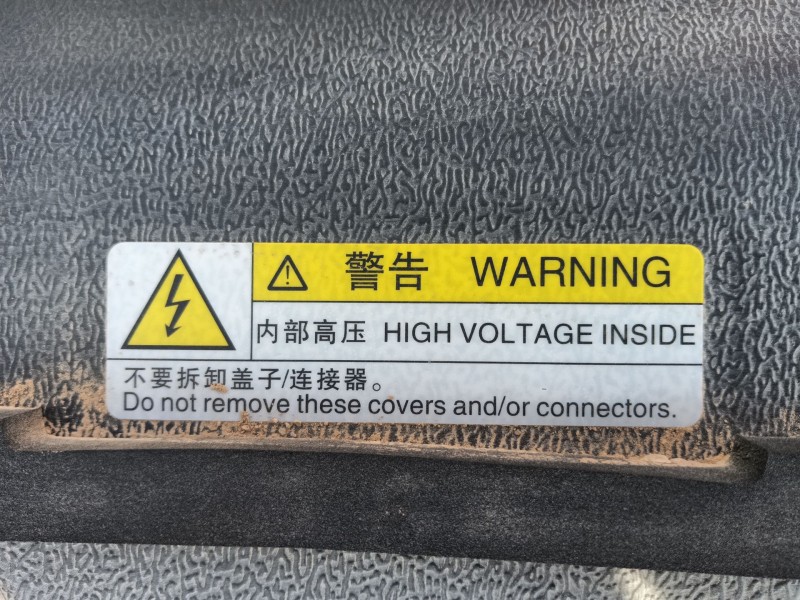 警告 WARNING
内部高压 HIGH VOLTAGE INSIDE
不要拆卸盖子/连接器。
Do not remove these covers and/or connectors.